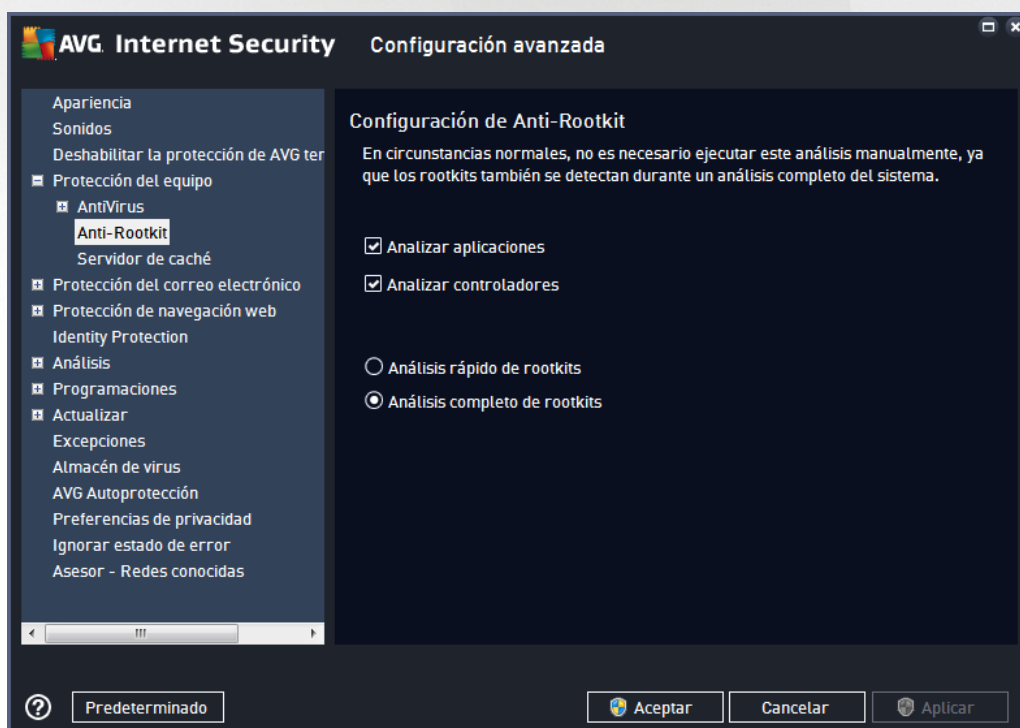 AVG. Internet Security
Configuración avanzada
Apariencia
Sonidos
Deshabilitar la protección de AVG ter
Protección del equipo
AntiVirus
Anti-Rootkit
Servidor de caché
Protección del correo electrónico
Protección de navegación web
Identity Protection
Análisis
Programaciones
Actualizar
Excepciones
Almacén de virus
AVG Autoprotección
Preferencias de privacidad
Ignorar estado de error
Asesor - Redes conocidas
Configuración de Anti-Rootkit
En circunstancias normales, no es necesario ejecutar este análisis manualmente, ya
que los rootkits también se detectan durante un análisis completo del sistema.
Analizar aplicaciones
Analizar controladores
Análisis rápido de rootkits
Análisis completo de rootkits
Predeterminado
Aceptar
Cancelar
Aplicar